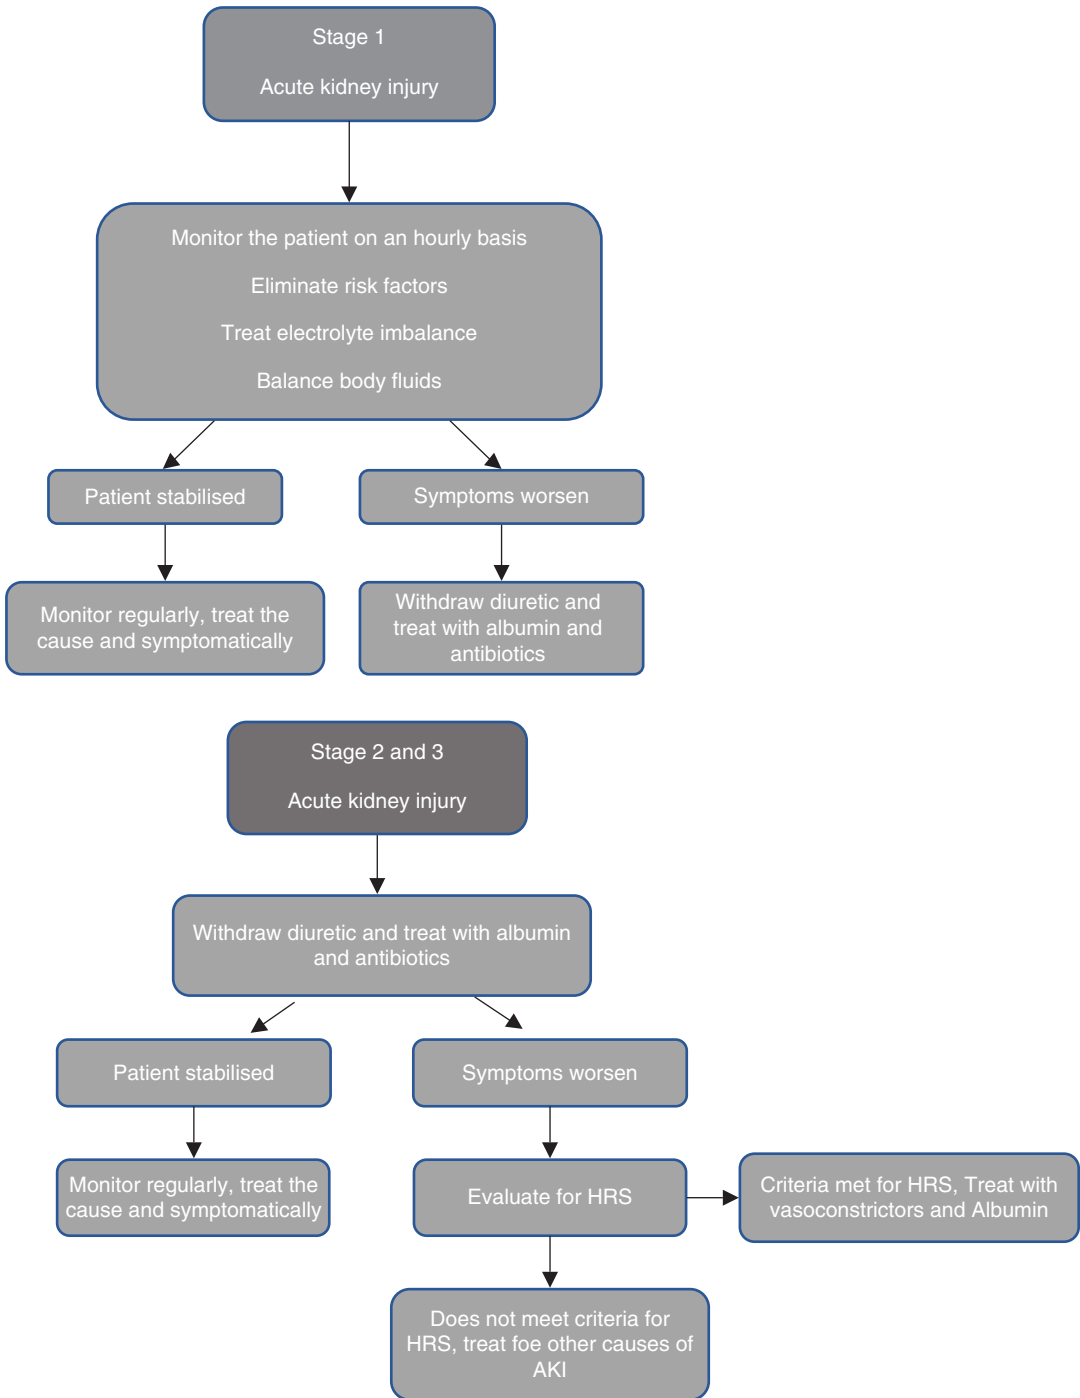 Stage 1
Acute kidney injury
Monitor the patient on an hourly basis
Eliminate risk factors
Treat electrolyte imbalance
Balance body fluids
Patient stabilised
Symptoms worsen
Monitor regularly, treat the
cause and symptomatically
Withdraw diuretic and
treat with albumin and
antibiotics
Stage 2 and 3
Acute kidney injury
Withdraw diuretic and treat with albumin
and antibiotics
Patient stabilised
Symptoms worsen
Monitor regularly, treat the
cause and symptomatically
Evaluate for HRS
Criteria met for HRS, Treat with
vasoconstrictors and Albumin
Does not meet criteria for
HRS, treat foe other causes of
AKI